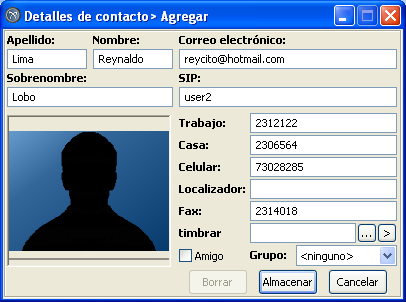 Detalles de contacto> Agregar
Apellido: Nombre: Correo electrónico:
Lima Reynaldo reycito@hotmail.com
Sobrenombre: SIP:
Lobo user2
Trabajo: 2312122
Casa: 2306564
Celular: 73028285
Localizador:
Fax: 2314018
timbrar ... >
Amigo Grupo: <ninguno>
Borrar Almacenar Cancelar